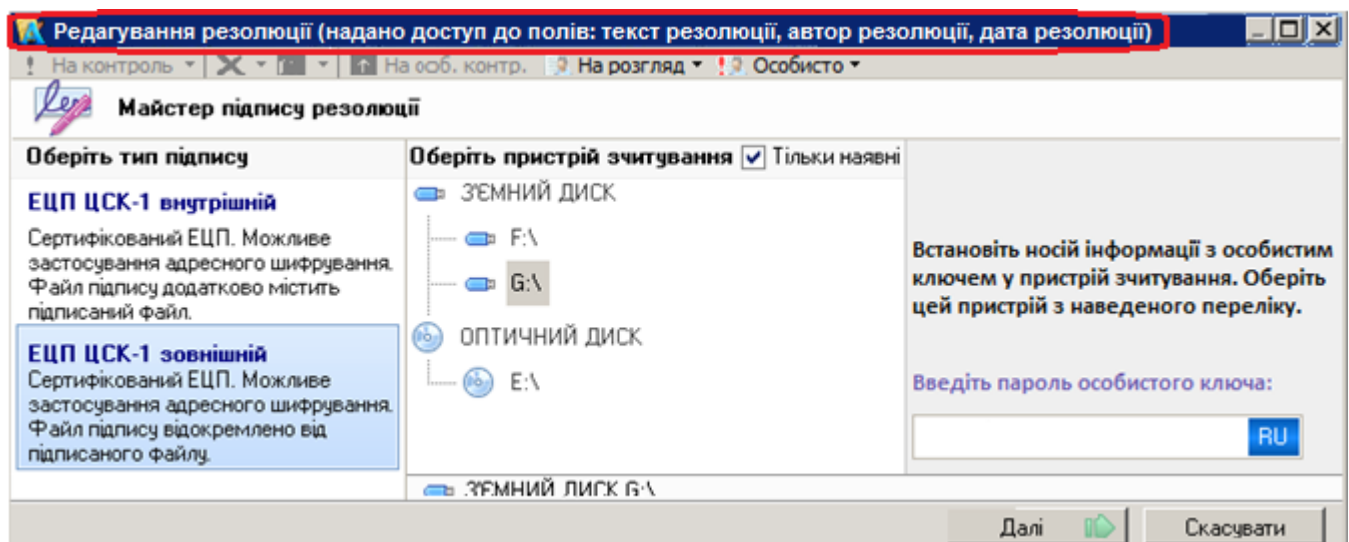 Редагування резолюції (надано доступ до полів: текст резолюції, автор резолюції, дата резолюції)
! На контроль На особ. контр. На розгляд Особисто
Майстер підпису резолюції
Оберіть тип підпису
ЕЦП ЦСК-1 внутрішній
Сертифікований ЕЦП. Можливе
застосування адресного шифрування.
Файл підпису додатково містить
підписаний файл.
ЕЦП ЦСК-1 зовнішній
Сертифікований ЕЦП. Можливе
застосування адресного шифрування.
Файл підпису відокремлено від
підписаного файлу.
Оберіть пристрій зчитування Тільки наявні
З'ЄМНИЙ ДИСК
F:\
G:\
ОПТИЧНИЙ ДИСК
E:\
З'ЄМНИЙ ДИСК G:\
Встановіть носій інформації з особистим
ключем у пристрій зчитування. Оберіть
цей пристрій з наведеного переліку.
Введіть пароль особистого ключа:
RU
Далі Скасувати